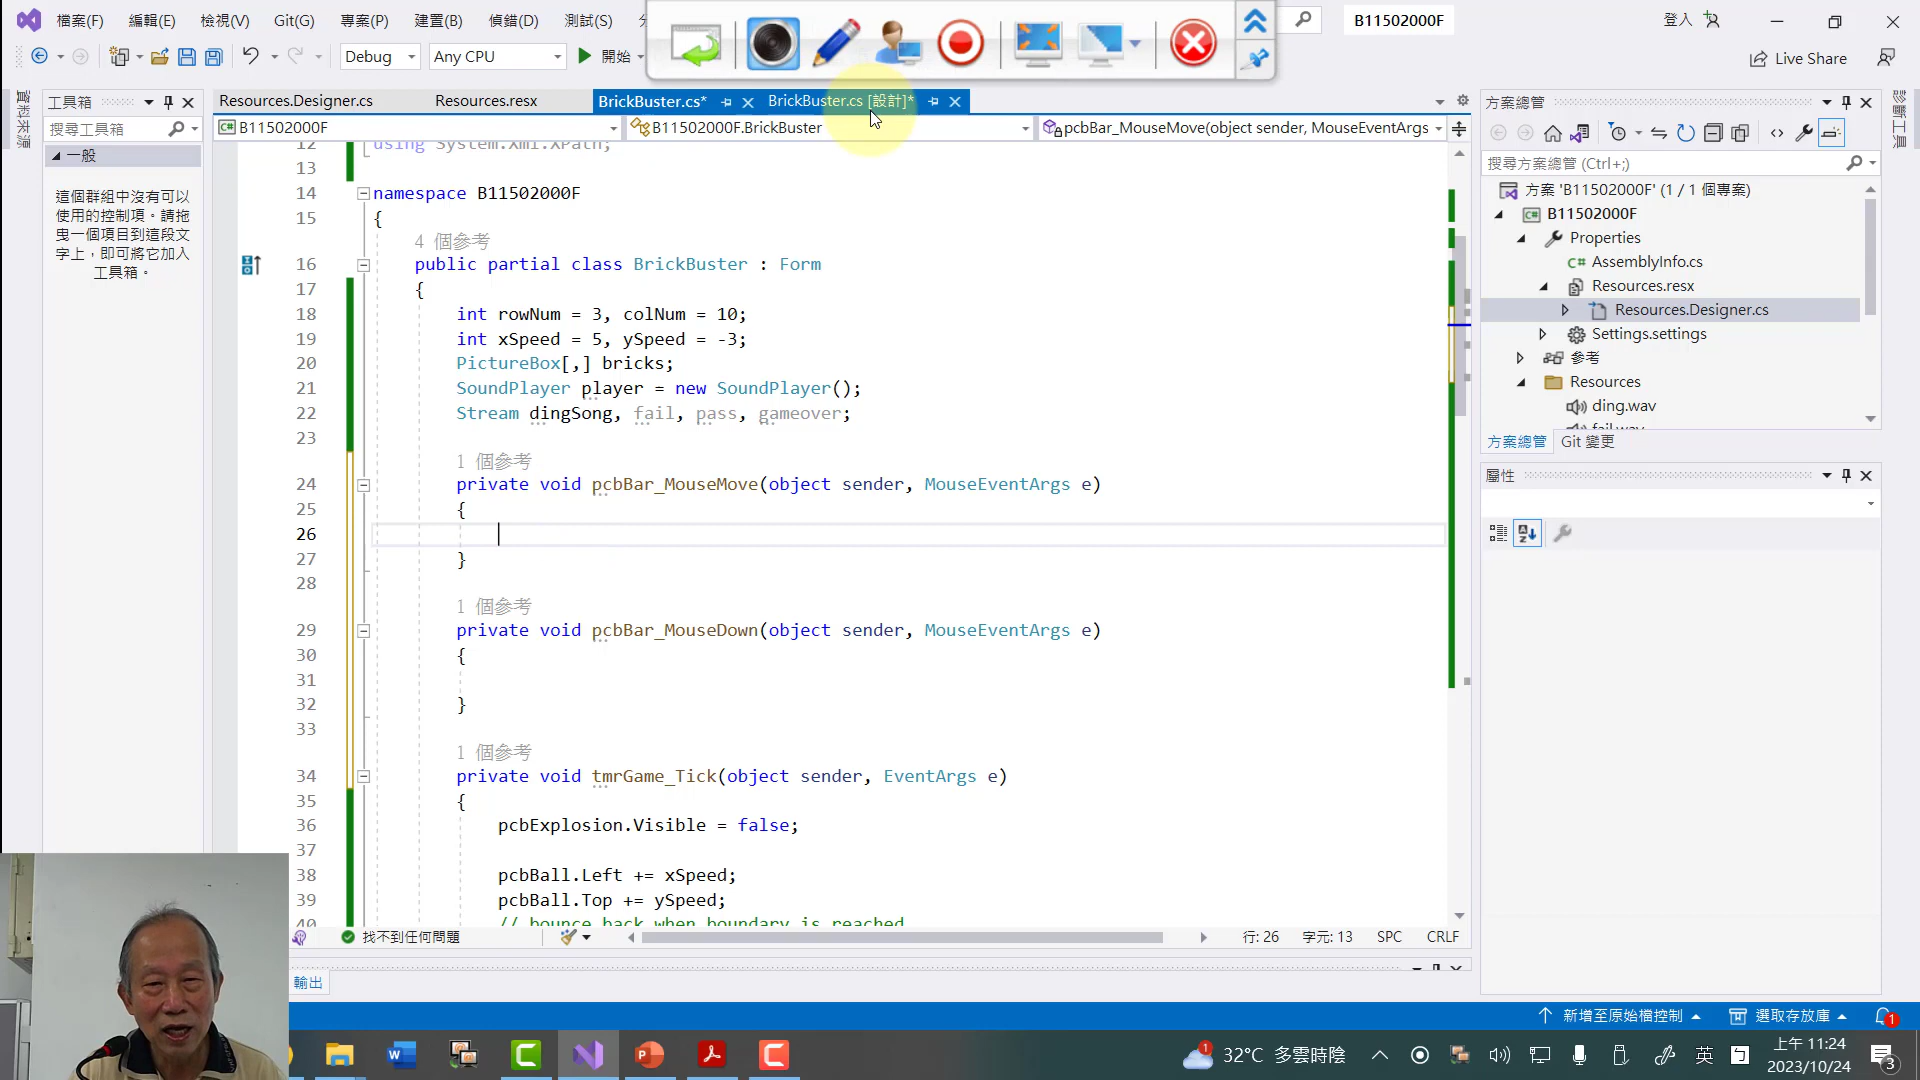 檔案(F) 編輯(E) 檢視(V) Git(G) 專案(P) 建置(B) 偵錯(D) 測試(S)
B11502000F
登入
Debug Any CPU 開始
Live Share
資料來源
工具箱
搜尋工具箱
一般
這個群組中沒有可以
使用的控制項。請拖
曳一個項目到這段文
字上，即可將它加入
工具箱。
Resources.Designer.cs Resources.resx BrickBuster.cs* BrickBuster.cs [設計]*
B11502000F B11502000F.BrickBuster pcbBar_MouseMove(object sender, MouseEventArgs
12 using System.Xml.XPath;
13
14 namespace B11502000F
15 {
4 個參考
16 public partial class BrickBuster : Form
17 {
18 int rowNum = 3, colNum = 10;
19 int xSpeed = 5, ySpeed = -3;
20 PictureBox[,] bricks;
21 SoundPlayer player = new SoundPlayer();
22 Stream dingSong, fail, pass, gameover;
23
1 個參考
24 private void pcbBar_MouseMove(object sender, MouseEventArgs e)
25 {
26
27 }
28
1 個參考
29 private void pcbBar_MouseDown(object sender, MouseEventArgs e)
30 {
31
32 }
33
1 個參考
34 private void tmrGame_Tick(object sender, EventArgs e)
35 {
36 pcbExplosion.Visible = false;
37
38 pcbBall.Left += xSpeed;
39 pcbBall.Top += ySpeed;
40 // bounce back when boundary is reached
找不到任何問題 行: 26 字元: 13 SPC CRLF
輸出
方案總管
搜尋方案總管 (Ctrl+;)
方案 'B11502000F' (1 / 1 個專案)
B11502000F
Properties
AssemblyInfo.cs
Resources.resx
Resources.Designer.cs
Settings.settings
參考
Resources
ding.wav
fail.wav
方案總管 Git 變更
屬性
診斷工具
新增至原始檔控制 選取存放庫 1
1 32°C 多雲時陰 英 上午 11:24
2023/10/24 3